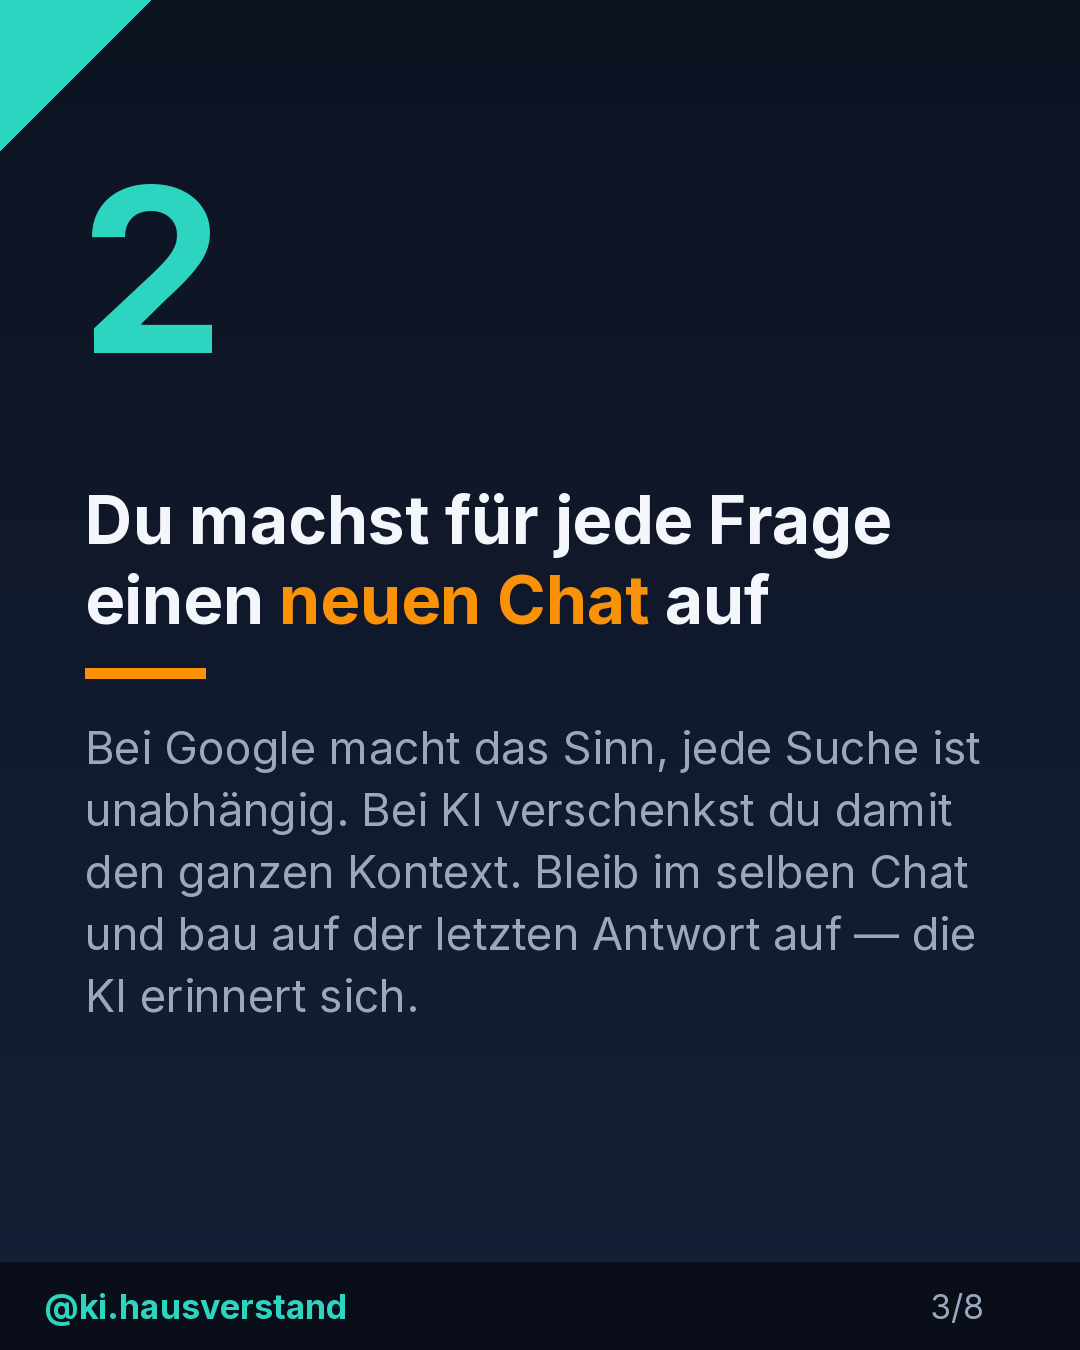 2
Du machst für jede Frage
einen neuen Chat auf
Bei Google macht das Sinn, jede Suche ist
unabhängig. Bei KI verschenkst du damit
den ganzen Kontext. Bleib im selben Chat
und bau auf der letzten Antwort auf — die
KI erinnert sich.
@ki.hausverstand
3/8